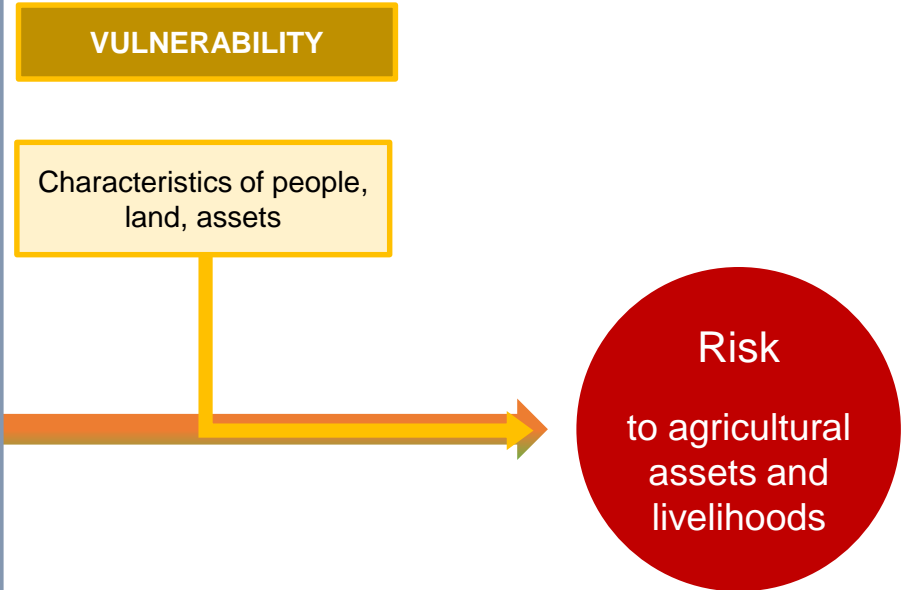 VULNERABILITY
Characteristics of people,
land, assets
Risk
to agricultural
assets and
livelihoods